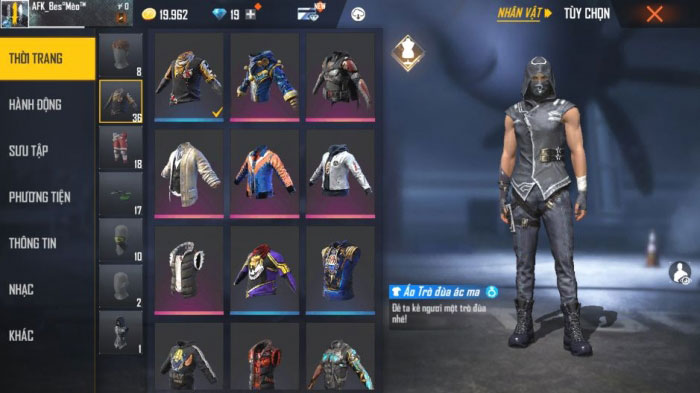 AFK_Bes°Mèo™
0
19.962
19
NHÂN VẬT
TÙY CHỌN
THỜI TRANG
HÀNH ĐỘNG
SƯU TẬP
PHƯƠNG TIỆN
THÔNG TIN
NHẠC
KHÁC
8
36
18
17
10
2
1
Áo Trò đùa ác ma
Để ta kể ngươi một trò đùa
nhé!